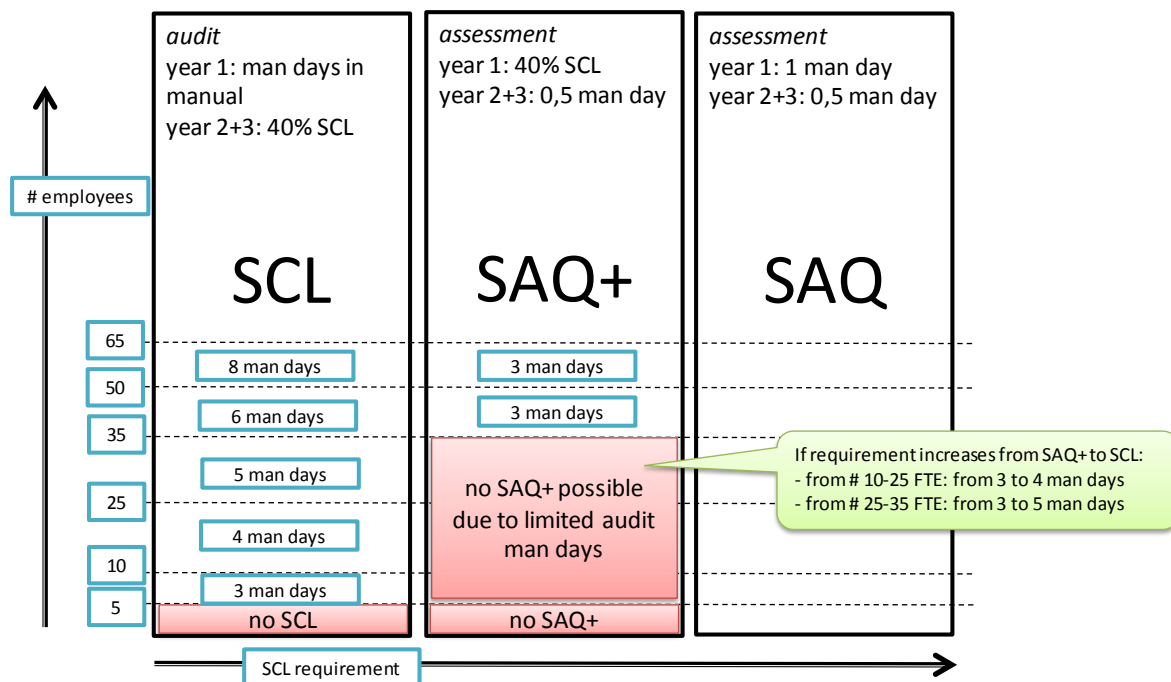 audit
year 1: man days in
manual
year 2+3: 40% SCL
assessment
year 1: 40% SCL
year 2+3: 0,5 man day
assessment
year 1: 1 man day
year 2+3: 0,5 man day
# employees
SCL
SAQ+
SAQ
65
8 man days
3 man days
50
6 man days
3 man days
35
5 man days
no SAQ+ possible
due to limited audit
man days
If requirement increases from SAQ+ to SCL:
- from # 10-25 FTE: from 3 to 4 man days
- from # 25-35 FTE: from 3 to 5 man days
25
4 man days
10
3 man days
5
no SCL
no SAQ+
SCL requirement